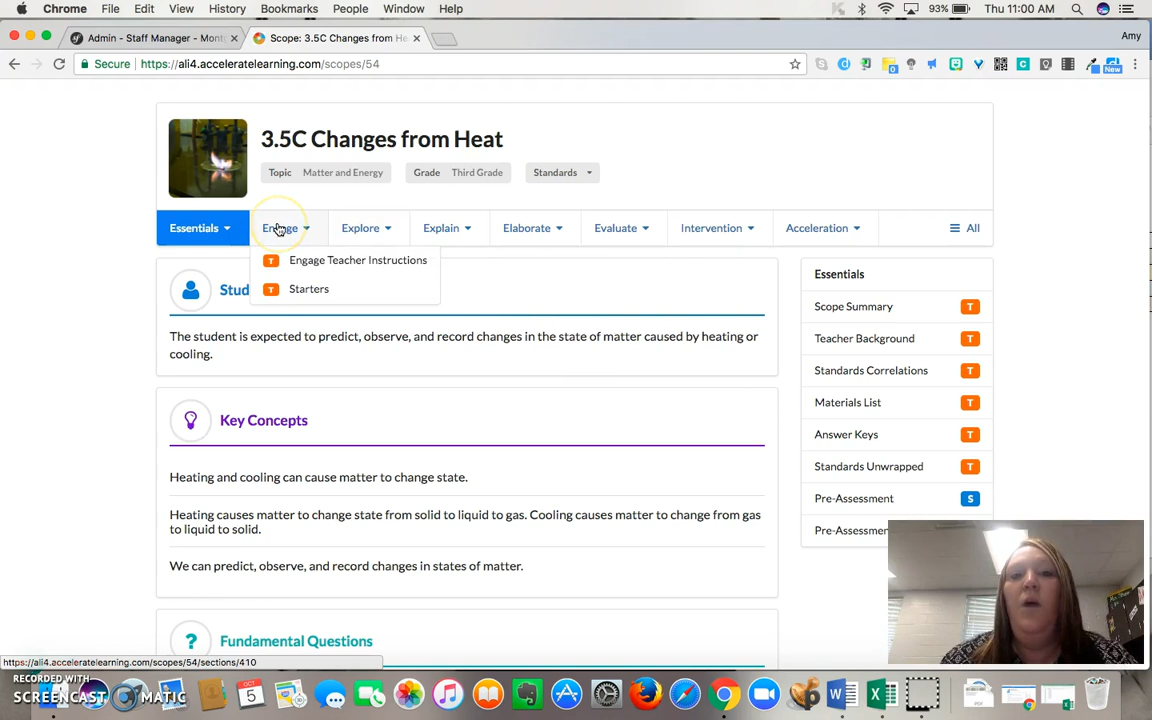 Chrome File Edit View History Bookmarks People Window Help 93% Thu 11:00 AM
Admin - Staff Manager - Mont Scope: 3.5C Changes from He Amy
Secure https://ali4.acceleratelearning.com/scopes/54
New
3.5C Changes from Heat
Topic Matter and Energy Grade Third Grade Standards
Essentials Engage Explore Explain Elaborate Evaluate Intervention Acceleration All
T Engage Teacher Instructions
T Starters
Stud
The student is expected to predict, observe, and record changes in the state of matter caused by heating or
cooling.
Key Concepts
Heating and cooling can cause matter to change state.
Heating causes matter to change state from solid to liquid to gas. Cooling causes matter to change from gas
to liquid to solid.
We can predict, observe, and record changes in states of matter.
? Fundamental Questions
Essentials
Scope Summary T
Teacher Background T
Standards Correlations T
Materials List T
Answer Keys T
Standards Unwrapped T
Pre-Assessment S
Pre-Assessmen
https://ali4.acceleratelearning.com/scopes/54/sections/410
RECORDED WITH
SCREENCAST MATIC
OCT
5